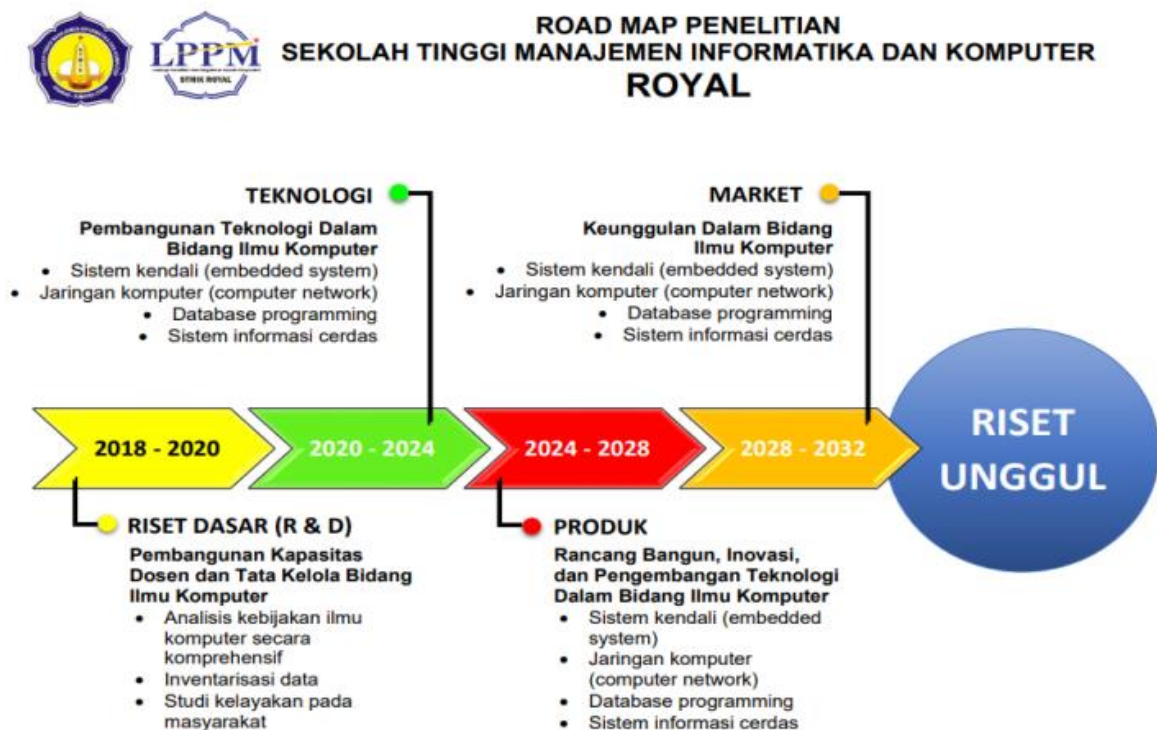 ROAD MAP PENELITIAN
SEKOLAH TINGGI MANAJEMEN INFORMATIKA DAN KOMPUTER
ROYAL
LPPM
STMIK ROYAL
TEKNOLOGI
Pembangunan Teknologi Dalam
Bidang Ilmu Komputer
• Sistem kendali (embedded system)
• Jaringan komputer (computer network)
• Database programming
• Sistem informasi cerdas
MARKET
Keunggulan Dalam Bidang
Ilmu Komputer
• Sistem kendali (embedded system)
• Jaringan komputer (computer network)
• Database programming
• Sistem informasi cerdas
2018 - 2020
2020 - 2024
2024 - 2028
2028 - 2032
RISET
UNGGUL
RISET DASAR (R & D)
Pembangunan Kapasitas
Dosen dan Tata Kelola Bidang
Ilmu Komputer
• Analisis kebijakan ilmu
komputer secara
komprehensif
• Inventarisasi data
• Studi kelayakan pada
masyarakat
PRODUK
Rancang Bangun, Inovasi,
dan Pengembangan Teknologi
Dalam Bidang Ilmu Komputer
• Sistem kendali (embedded
system)
• Jaringan komputer
(computer network)
• Database programming
• Sistem informasi cerdas